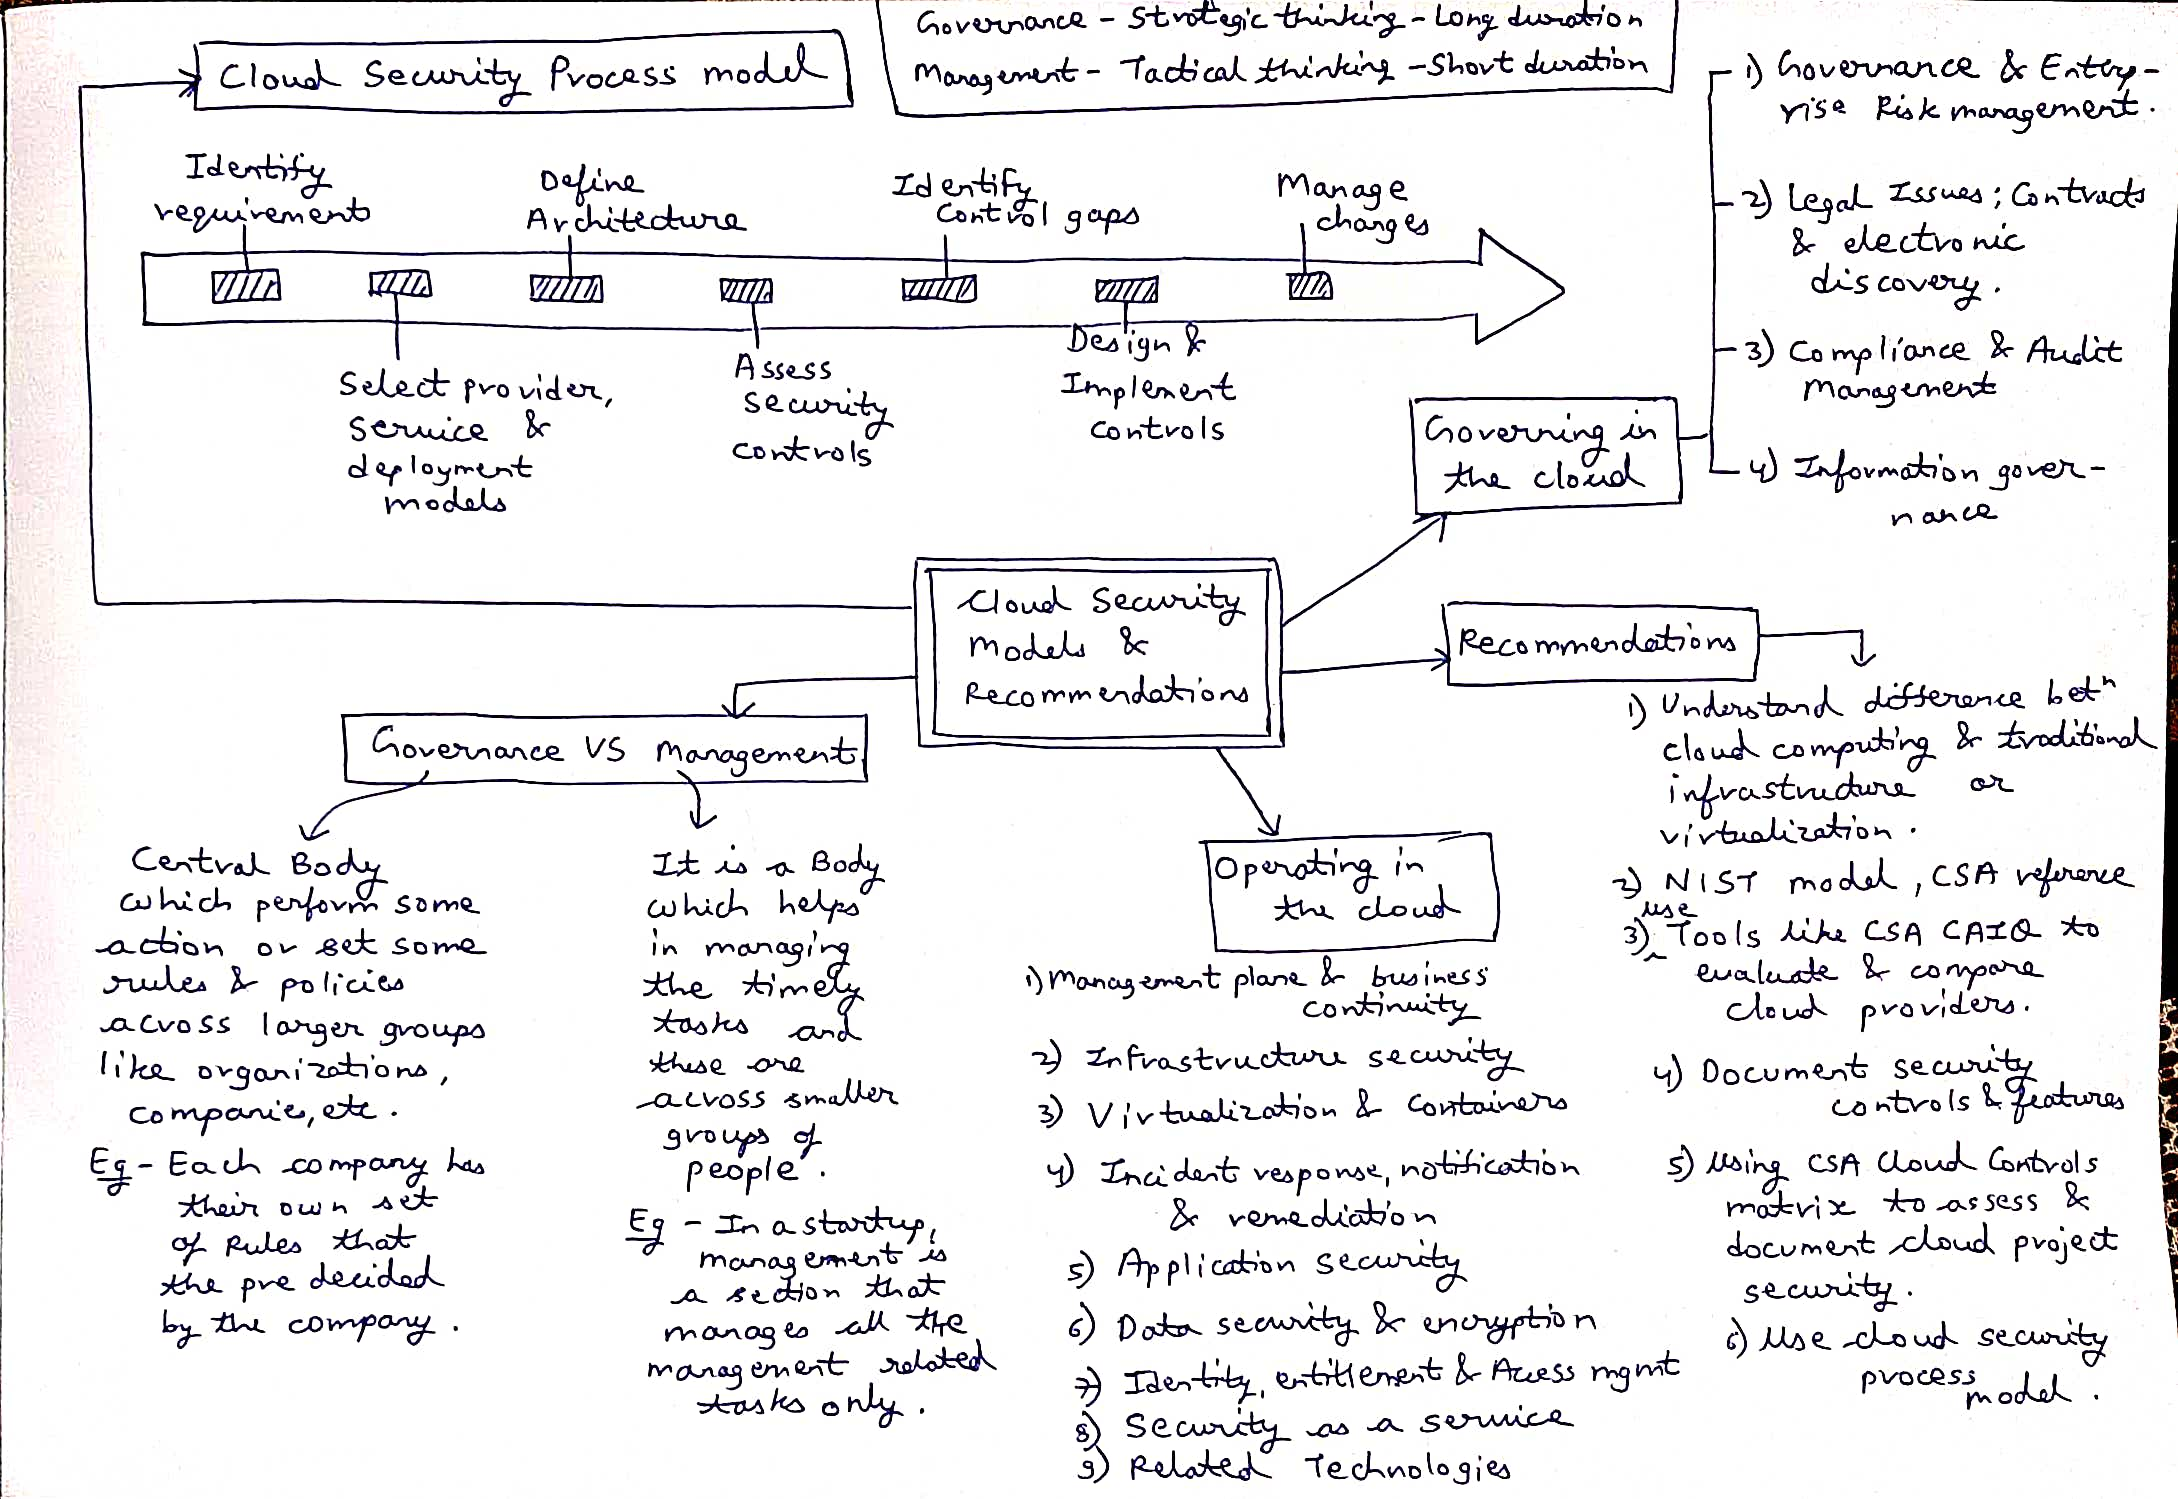 Governance - Strategic thinking - Long duration
Management - Tactical thinking - Short duration
Cloud Security Process model
Identify
requirement
Define
Architecture
Identify
control gaps
Manage
changes
Select provider,
service &
deployment
models
Assess
security
controls
Design &
Implement
controls
Governing in
the cloud
1) Governance & Entryp-
rise Risk management.
2) Legal Issues; Contracts
& electronic
discovery.
3) Compliance & Audit
Management
4) Information gover-
nance
Cloud Security
Models &
Recommendations
Recommendations
1) Understand difference betⁿ
cloud computing & traditional
infrastructure or
virtualization.
2) NIST model, CSA reference
use
3) Tools like CSA CAIQ to
evaluate & compare
cloud providers.
4) Document security
controls & features
5) Using CSA Cloud Controls
matrix to assess &
document cloud project
security.
6) Use cloud security
process model.
Governance VS Management
Central Body
which perform some
action or set some
rules & policies
across larger groups
like organizations,
companies, etc.
Eg - Each company has
their own set
of Rules that
the pre decided
by the company.
It is a Body
which helps
in managing
the timely
tasks and
these are
across smaller
groups of
people.
Eg - In a startup,
management is
a section that
manages all the
management related
tasks only.
Operating in
the cloud
1) Management plane & business
continuity
2) Infrastructure security
3) Virtualization & Containers
4) Incident response, notification
& remediation
5) Application security
6) Data security & encryption
7) Identity, entitlement & Access mgmt
8) Security as a service
9) Related Technologies